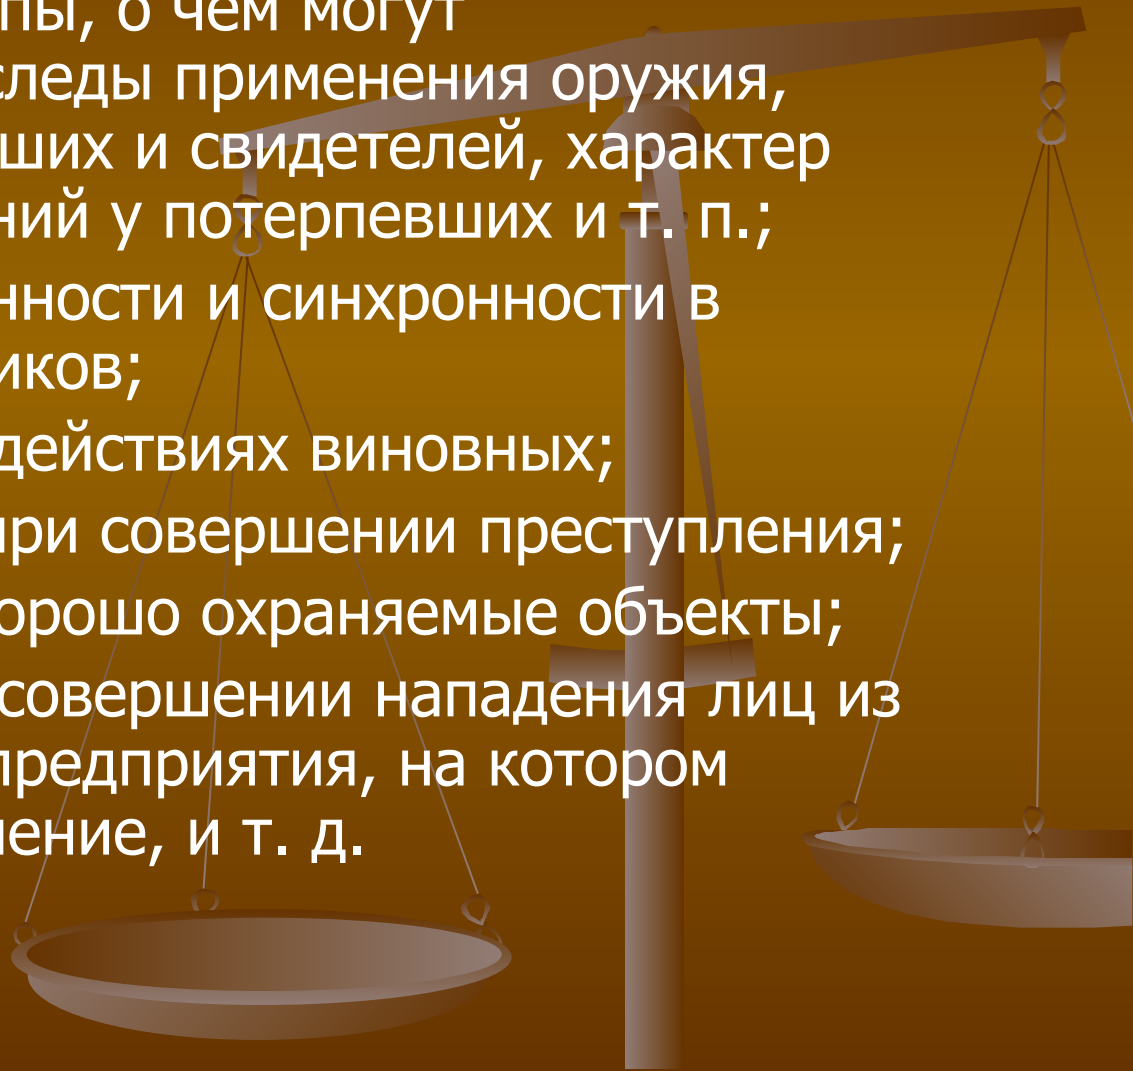 пы, о чем могут
следы применения оружия,
ших и свидетелей, характер
ний у потерпевших и т. п.;
нности и синхронности в
иков;
действиях виновных;
при совершении преступления;
орошо охраняемые объекты;
совершении нападения лиц из
предприятия, на котором
ление, и т. д.